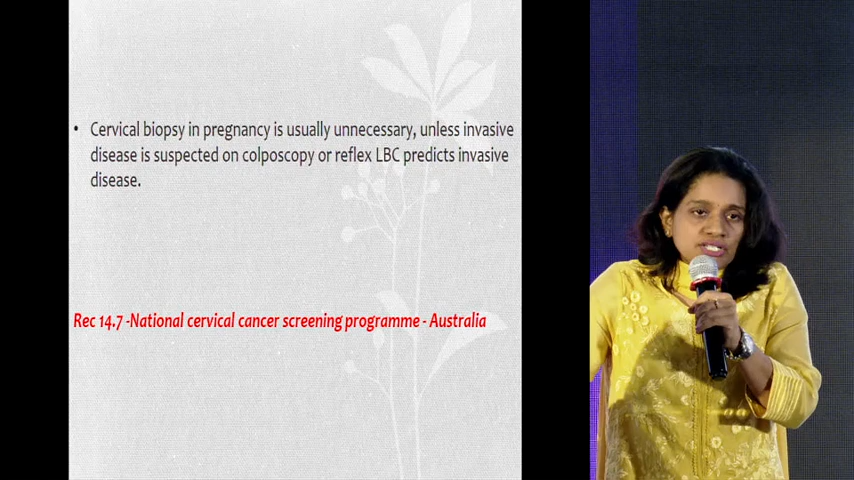 • Cervical biopsy in pregnancy is usually unnecessary, unless invasive
disease is suspected on colposcopy or reflex LBC predicts invasive
disease.
Rec 14.7 -National cervical cancer screening programme - Australia